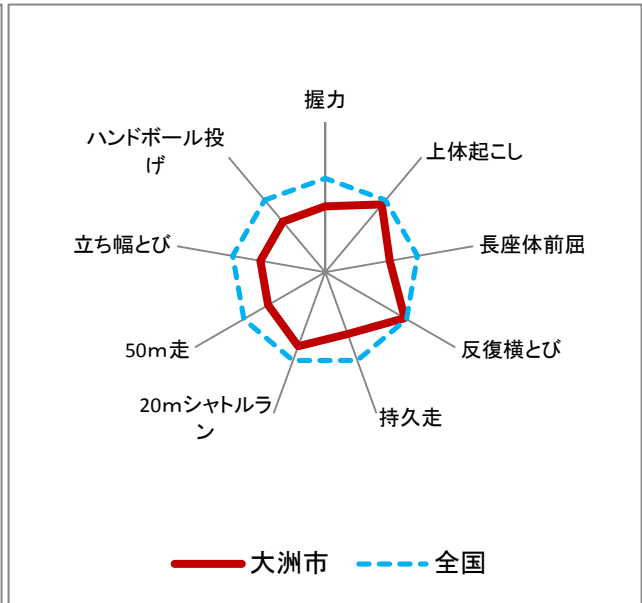 握力
上体起こし
長座体前屈
反復横とび
持久走
20mシャトルラ
ン
50m走
立ち幅とび
ハンドボール投
げ
大洲市
全国